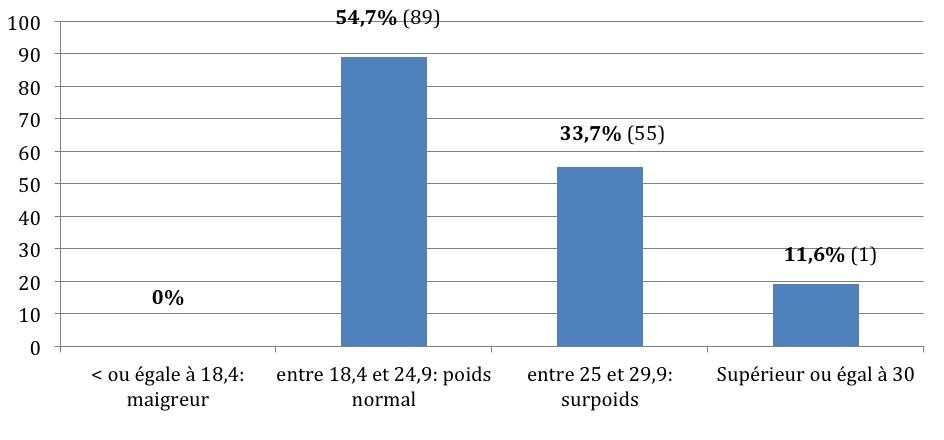 54,7% (89)
100
90
80
70
60
50
40
30
20
10
0
33,7% (55)
11,6% (1)
0%
< ou égale à 18,4:
maigreur
entre 18,4 et 24,9: poids
normal
entre 25 et 29,9:
surpoids
Supérieur ou égal à 30